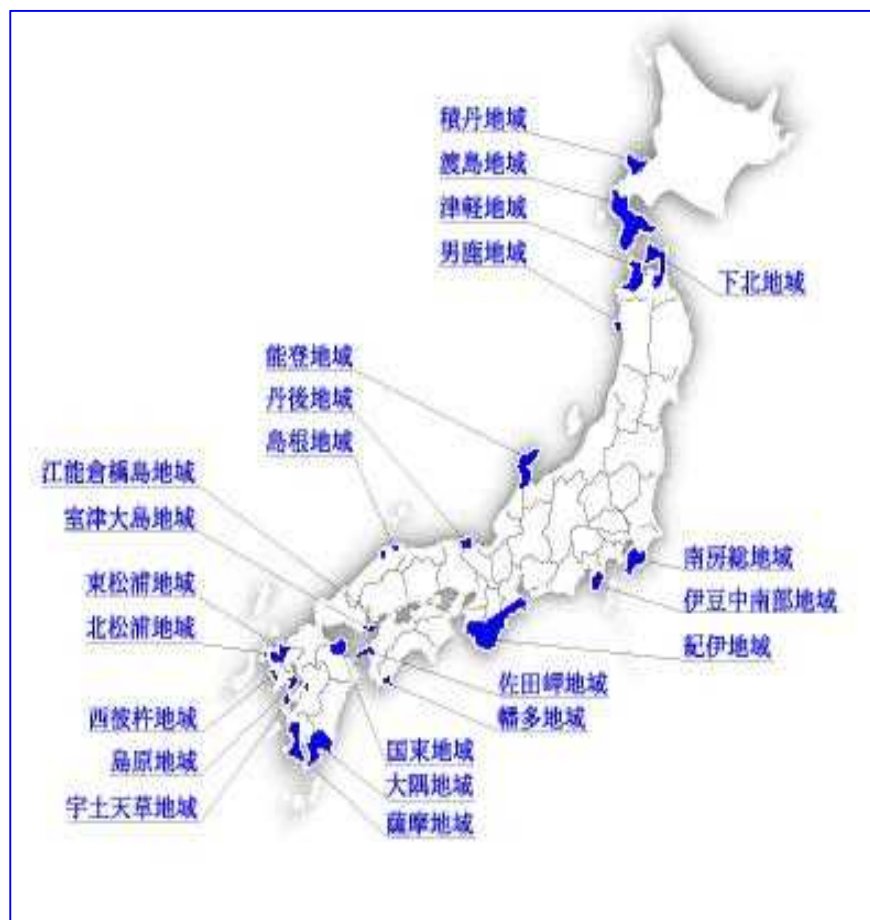 積丹地域
渡島地域
津軽地域
男鹿地域
下北地域
能登地域
丹後地域
島根地域
江能倉橋島地域
室津大島地域
東松浦地域
北松浦地域
南房総地域
伊豆中南部地域
紀伊地域
佐田岬地域
幡多地域
西彼杵地域
島原地域
宇土天草地域
国東地域
大隅地域
薩摩地域